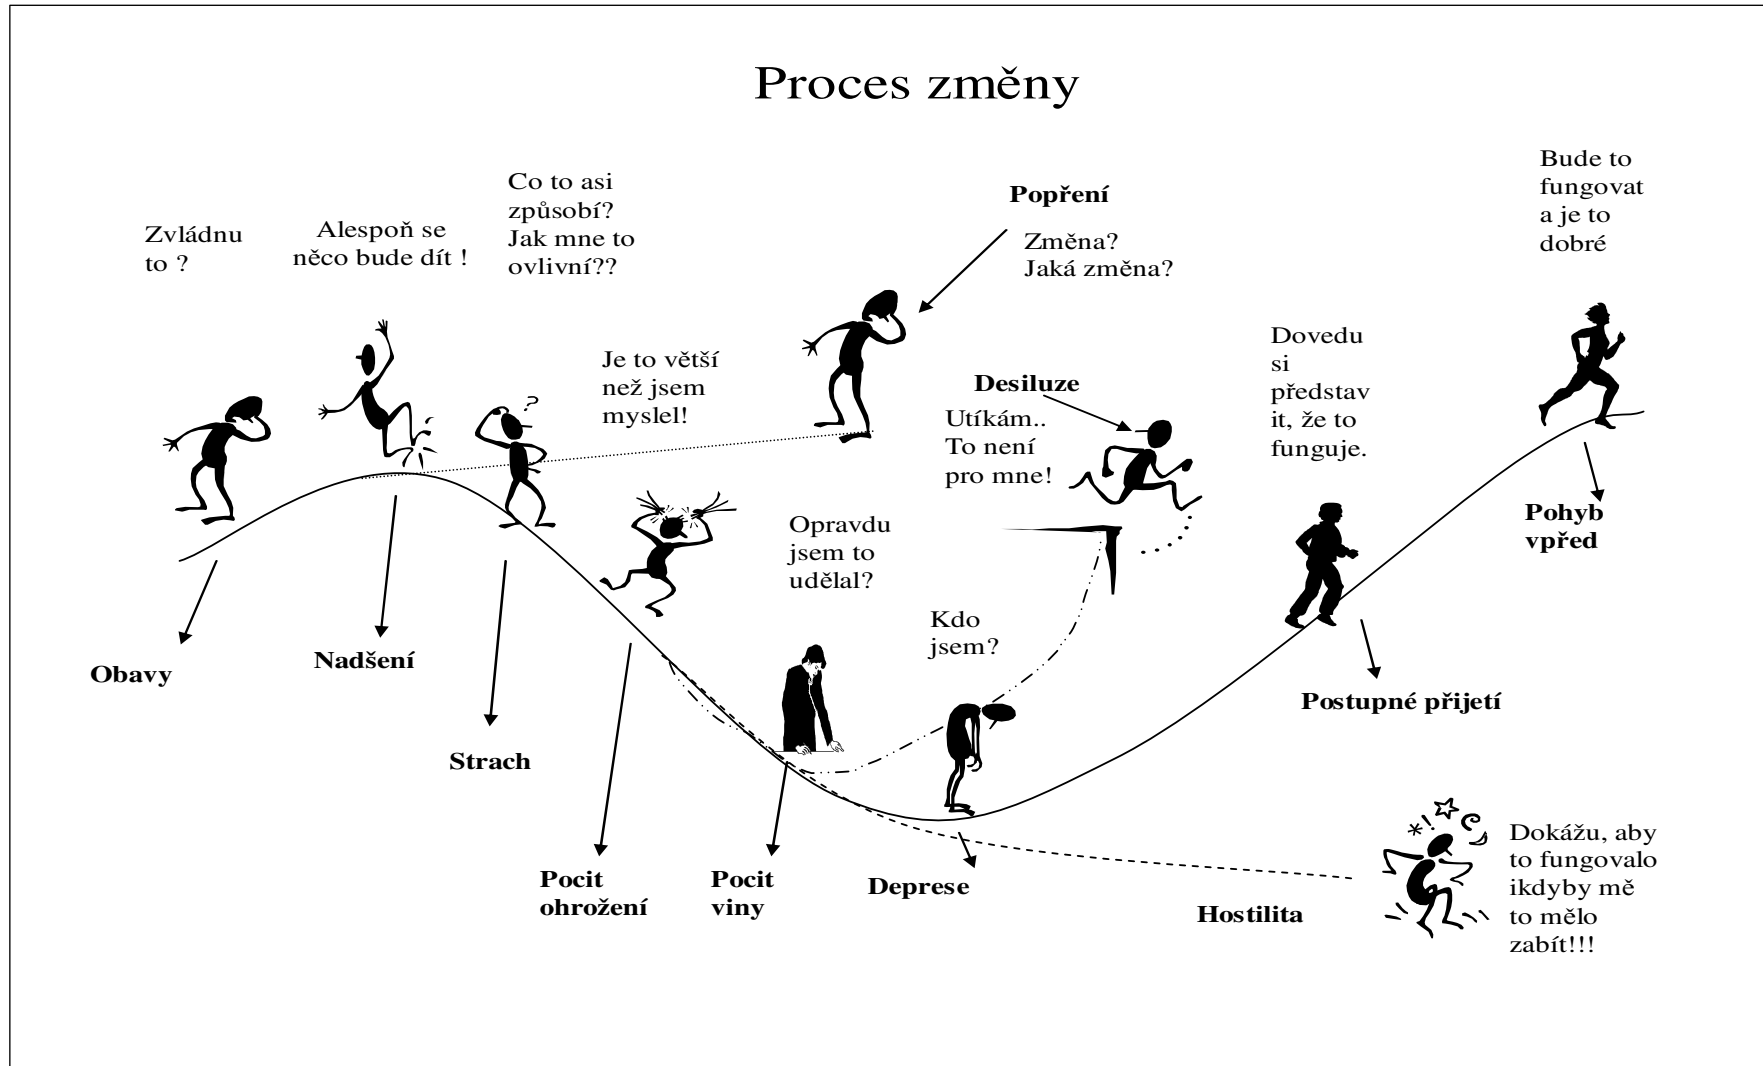 Proces změny
Zvládnu
to ?
Alespoň se
něco bude dít !
Co to asi
způsobí?
Jak mne to
ovlivní??
Popření
Změna?
Jaká změna?
Bude to
fungovat
a je to
dobré
Je to větší
než jsem
myslel!
Desiluze
Utíkám..
To není
pro mne!
Dovedu
si
představ
it, že to
funguje.
?
Opravdu
jsem to
udělal?
Kdo
jsem?
Pohyb
vpřed
Obavy
Nadšení
Strach
Postupné přijetí
Pocit
ohrožení
Pocit
viny
Deprese
Hostilita
*!
Dokážu, aby
to fungovalo
ikdyby mě
to mělo
zabít!!!